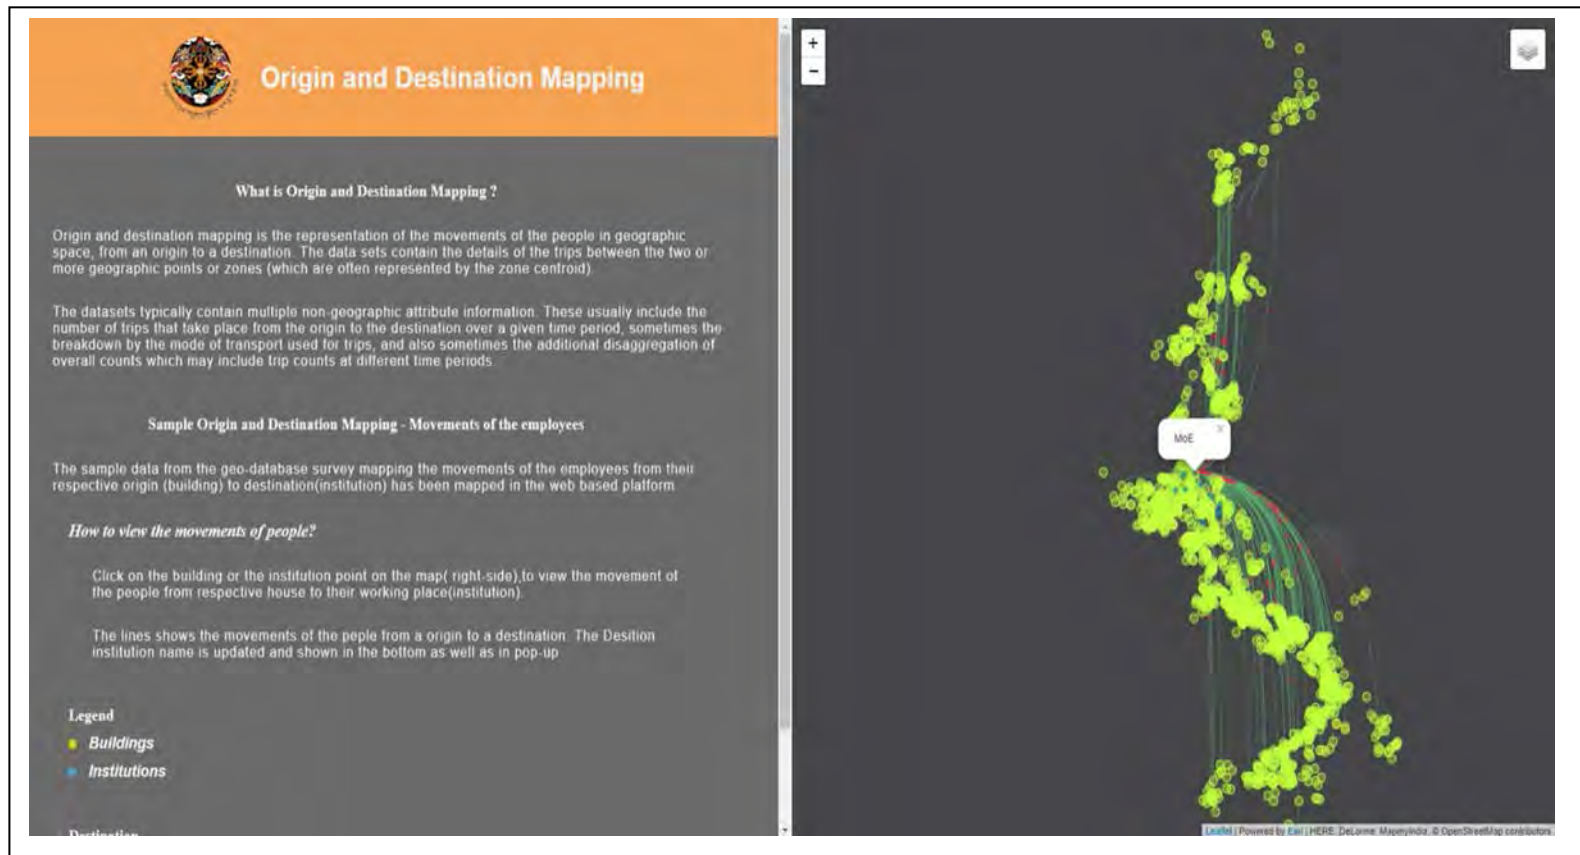 Origin and Destination Mapping
What is Origin and Destination Mapping ?
Origin and destination mapping is the representation of the movements of the people in geographic
space, from an origin to a destination. The data sets contain the details of the trips between the two or
more geographic points or zones (which are often represented by the zone centroid).
The datasets typically contain multiple non-geographic attribute information. These usually include the
number of trips that take place from the origin to the destination over a given time period, sometimes the
breakdown by the mode of transport used for trips, and also sometimes the additional disaggregation of
overall counts which may include trip counts at different time periods.
Sample Origin and Destination Mapping - Movements of the employees
The sample data from the geo-database survey mapping the movements of the employees from their
respective origin (building) to destination(institution) has been mapped in the web based platform
How to view the movements of people?
Click on the building or the institution point on the map( right-side),to view the movement of
the people from respective house to their working place(institution).
The lines shows the movements of the peple from a origin to a destination. The Desition
institution name is updated and shown in the bottom as well as in pop-up
Legend
Buildings
Institutions
Destination
+
-
MoE
×
Leaflet | Powered by Esri | HERE, DeLorme, MapmyIndia, © OpenStreetMap contributors